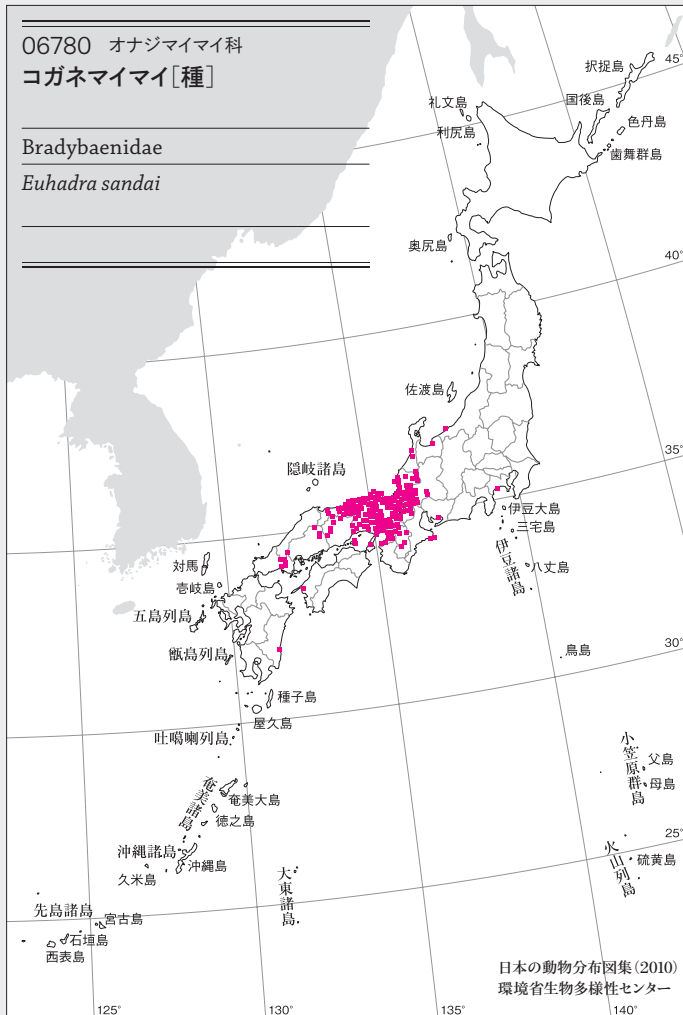 06780 オナジマイマイ科
コガネマイマイ［種］
Bradybaenidae
Euhadra sandai
択捉島
45°
礼文島
国後島
利尻島
色丹島
歯舞群島
奥尻島
40°
佐渡島
35°
隠岐諸島
伊豆大島
三宅島
伊豆諸島
八丈島
対馬
壱岐島
五島列島
甑島列島
鳥島
30°
種子島
屋久島
吐噶喇列島
小笠原群島
父島
母島
奄美諸島
奄美大島
徳之島
25°
沖縄諸島
沖縄島
久米島
大東諸島
火山列島
硫黄島
先島諸島
宮古島
石垣島
西表島
日本の動物分布図集（2010）
環境省生物多様性センター
125°
130°
135°
140°